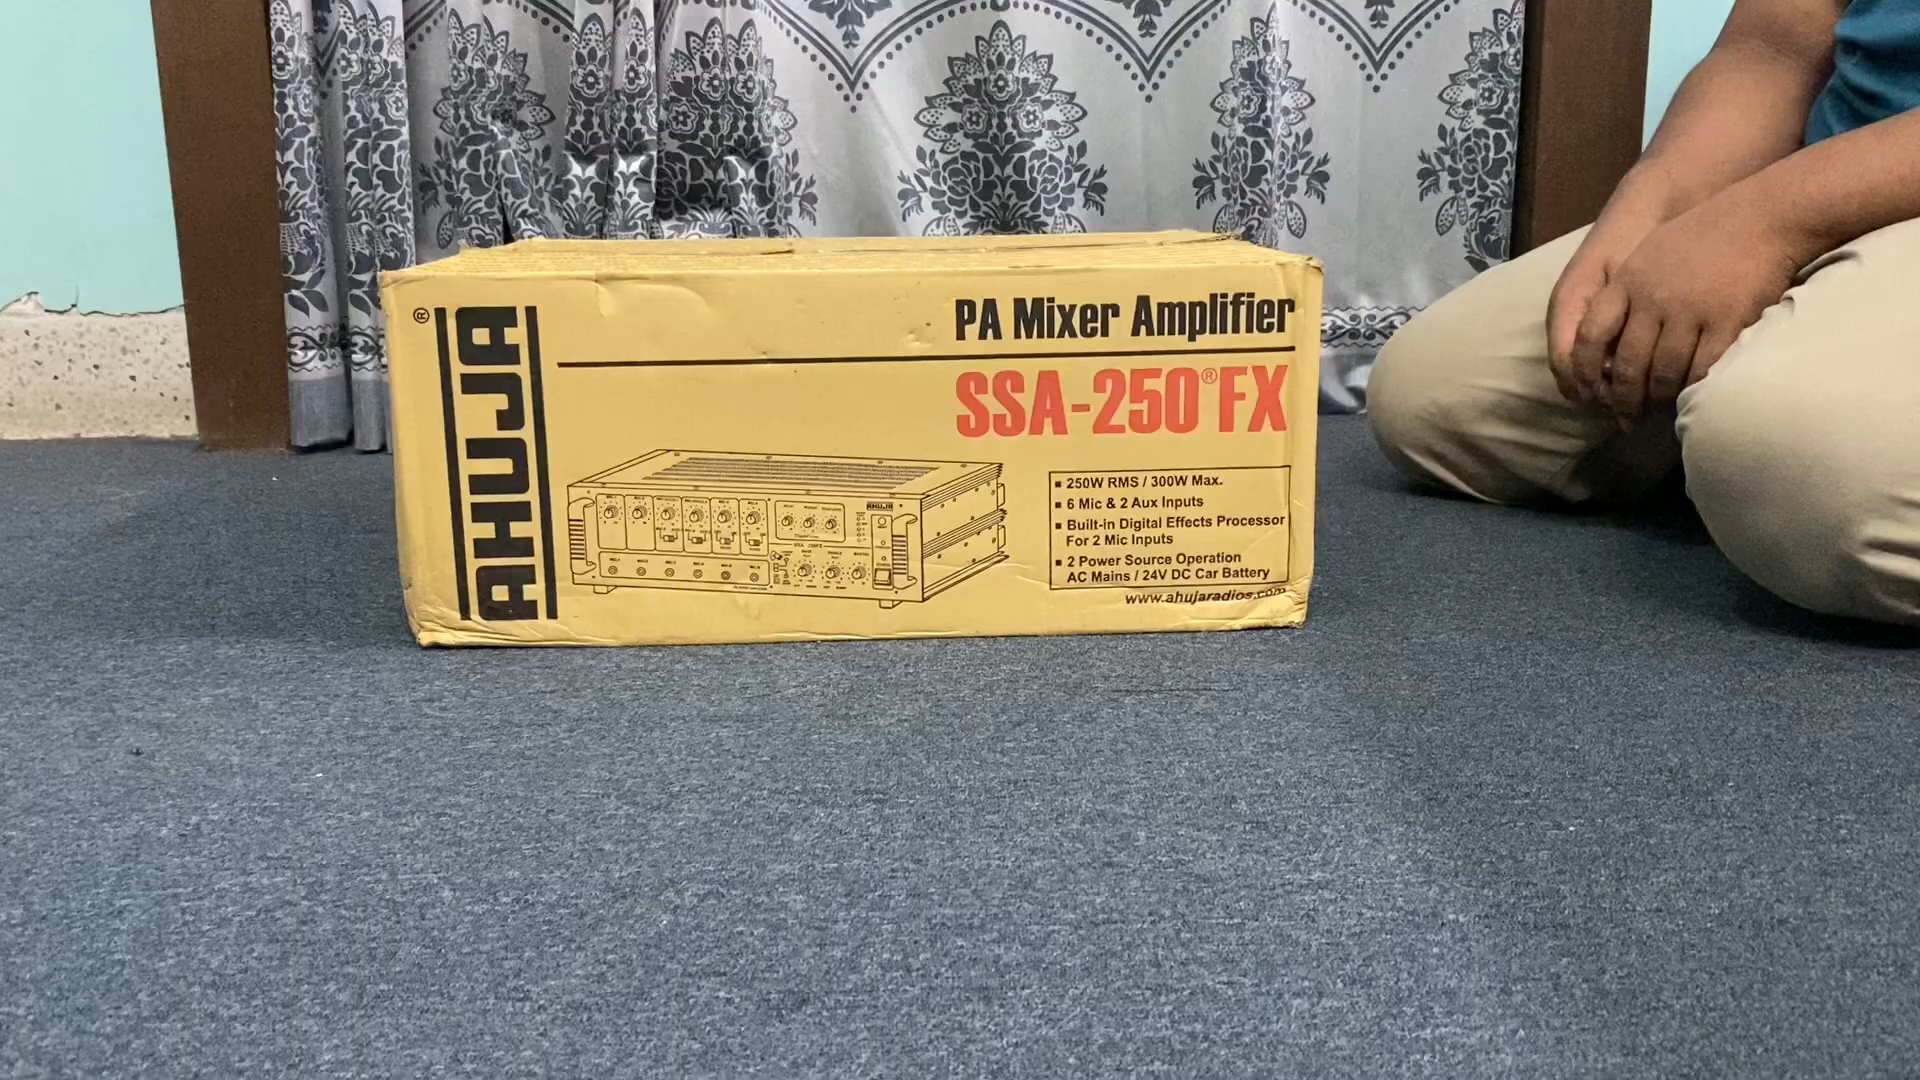 AHUJA®
PA Mixer Amplifier
SSA-250®FX
▪ 250W RMS / 300W Max.
▪ 6 Mic & 2 Aux Inputs
▪ Built-in Digital Effects Processor
For 2 Mic Inputs
▪ 2 Power Source Operation
AC Mains / 24V DC Car Battery
www.ahujaradios.com
AHUJA